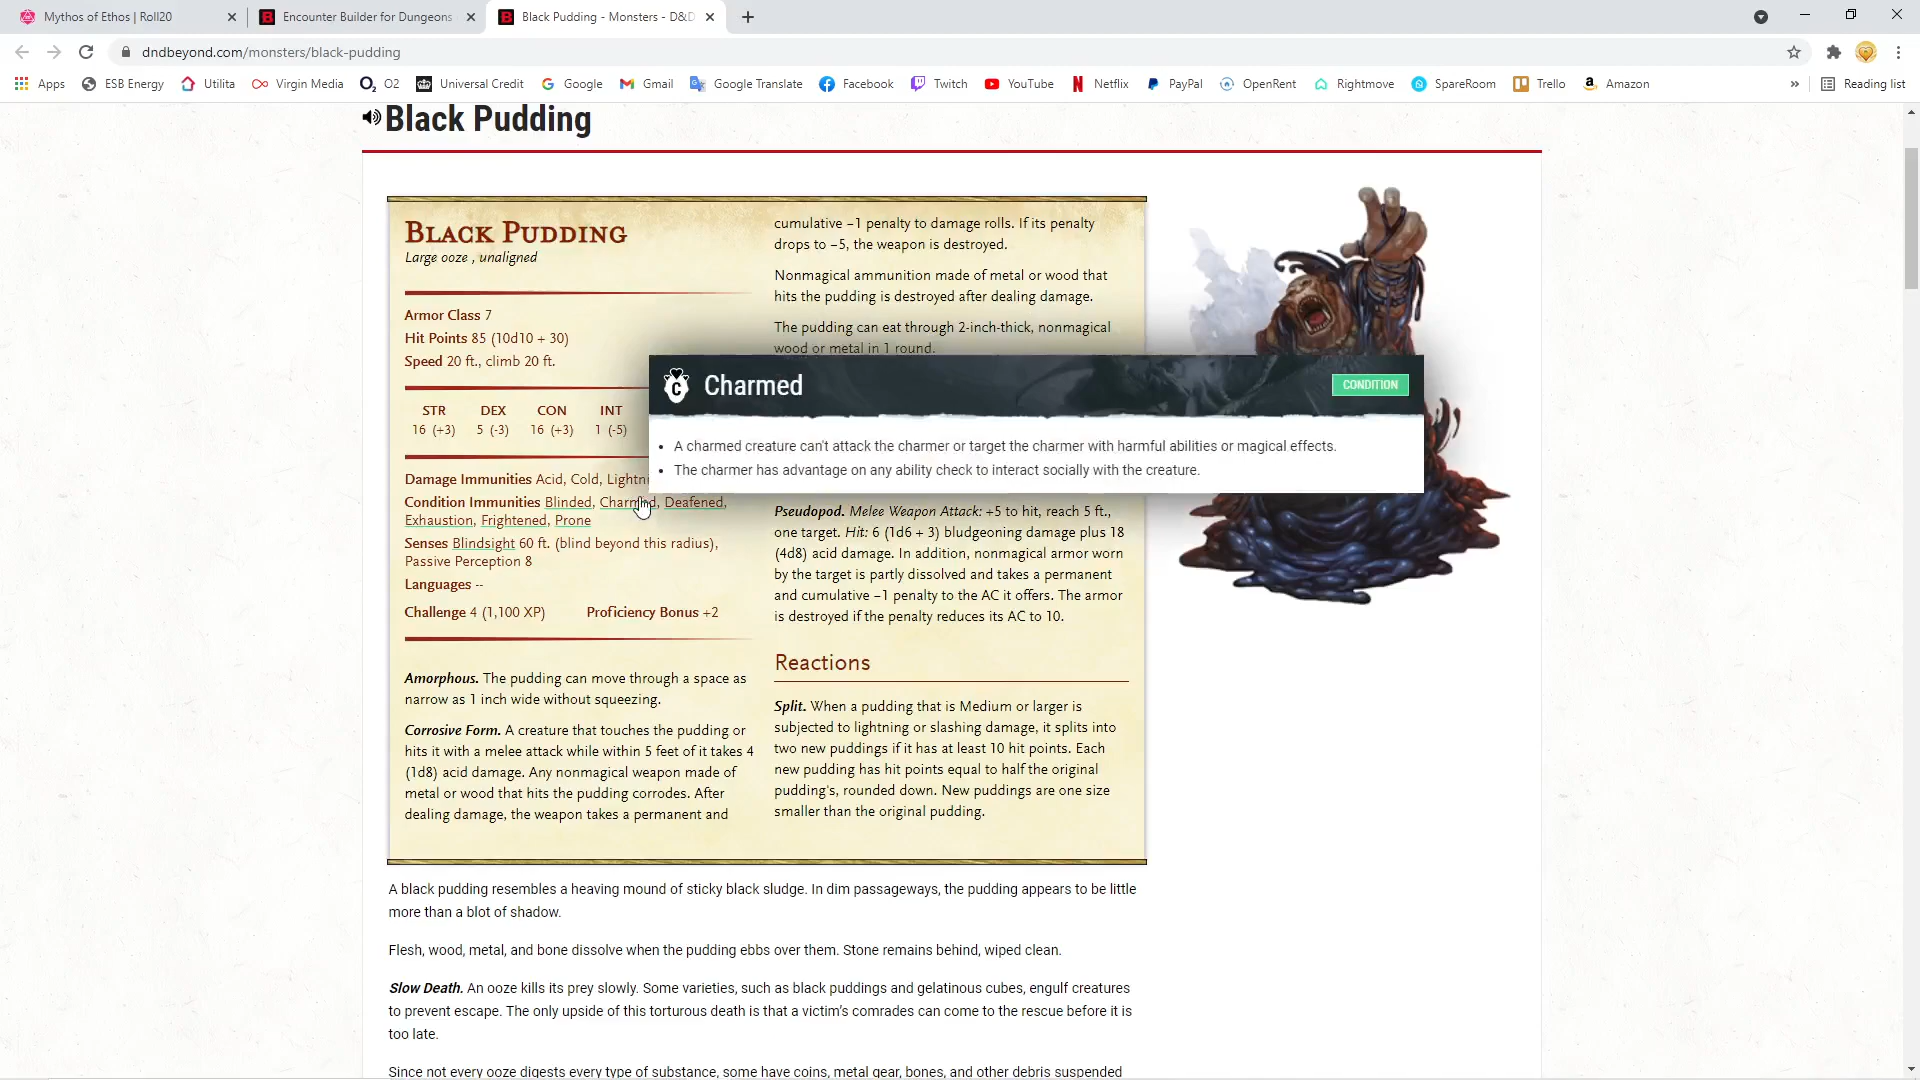 Mythos of Ethos | Roll20
Encounter Builder for Dungeons
Black Pudding - Monsters - D&D
dndbeyond.com/monsters/black-pudding
Apps ESB Energy Utilita Virgin Media O2 Universal Credit Google Gmail Google Translate Facebook Twitch YouTube Netflix PayPal OpenRent Rightmove SpareRoom Trello Amazon » Reading list
Black Pudding
BLACK PUDDING
Large ooze , unaligned
Armor Class 7
Hit Points 85 (10d10 + 30)
Speed 20 ft., climb 20 ft.
STR DEX CON INT
16 (+3) 5 (-3) 16 (+3) 1 (-5)
Damage Immunities Acid, Cold, Lightni
Condition Immunities Blinded, Charmed, Deafened,
Exhaustion, Frightened, Prone
Senses Blindsight 60 ft. (blind beyond this radius),
Passive Perception 8
Languages --
Challenge 4 (1,100 XP) Proficiency Bonus +2
Amorphous. The pudding can move through a space as
narrow as 1 inch wide without squeezing.
Corrosive Form. A creature that touches the pudding or
hits it with a melee attack while within 5 feet of it takes 4
(1d8) acid damage. Any nonmagical weapon made of
metal or wood that hits the pudding corrodes. After
dealing damage, the weapon takes a permanent and
cumulative −1 penalty to damage rolls. If its penalty
drops to −5, the weapon is destroyed.
Nonmagical ammunition made of metal or wood that
hits the pudding is destroyed after dealing damage.
The pudding can eat through 2-inch-thick, nonmagical
wood or metal in 1 round.
C Charmed
CONDITION
• A charmed creature can't attack the charmer or target the charmer with harmful abilities or magical effects.
• The charmer has advantage on any ability check to interact socially with the creature.
Pseudopod. Melee Weapon Attack: +5 to hit, reach 5 ft.,
one target. Hit: 6 (1d6 + 3) bludgeoning damage plus 18
(4d8) acid damage. In addition, nonmagical armor worn
by the target is partly dissolved and takes a permanent
and cumulative −1 penalty to the AC it offers. The armor
is destroyed if the penalty reduces its AC to 10.
Reactions
Split. When a pudding that is Medium or larger is
subjected to lightning or slashing damage, it splits into
two new puddings if it has at least 10 hit points. Each
new pudding has hit points equal to half the original
pudding's, rounded down. New puddings are one size
smaller than the original pudding.
A black pudding resembles a heaving mound of sticky black sludge. In dim passageways, the pudding appears to be little
more than a blot of shadow.
Flesh, wood, metal, and bone dissolve when the pudding ebbs over them. Stone remains behind, wiped clean.
Slow Death. An ooze kills its prey slowly. Some varieties, such as black puddings and gelatinous cubes, engulf creatures
to prevent escape. The only upside of this torturous death is that a victim's comrades can come to the rescue before it is
too late.
Since not every ooze digests every type of substance, some have coins, metal gear, bones, and other debris suspended